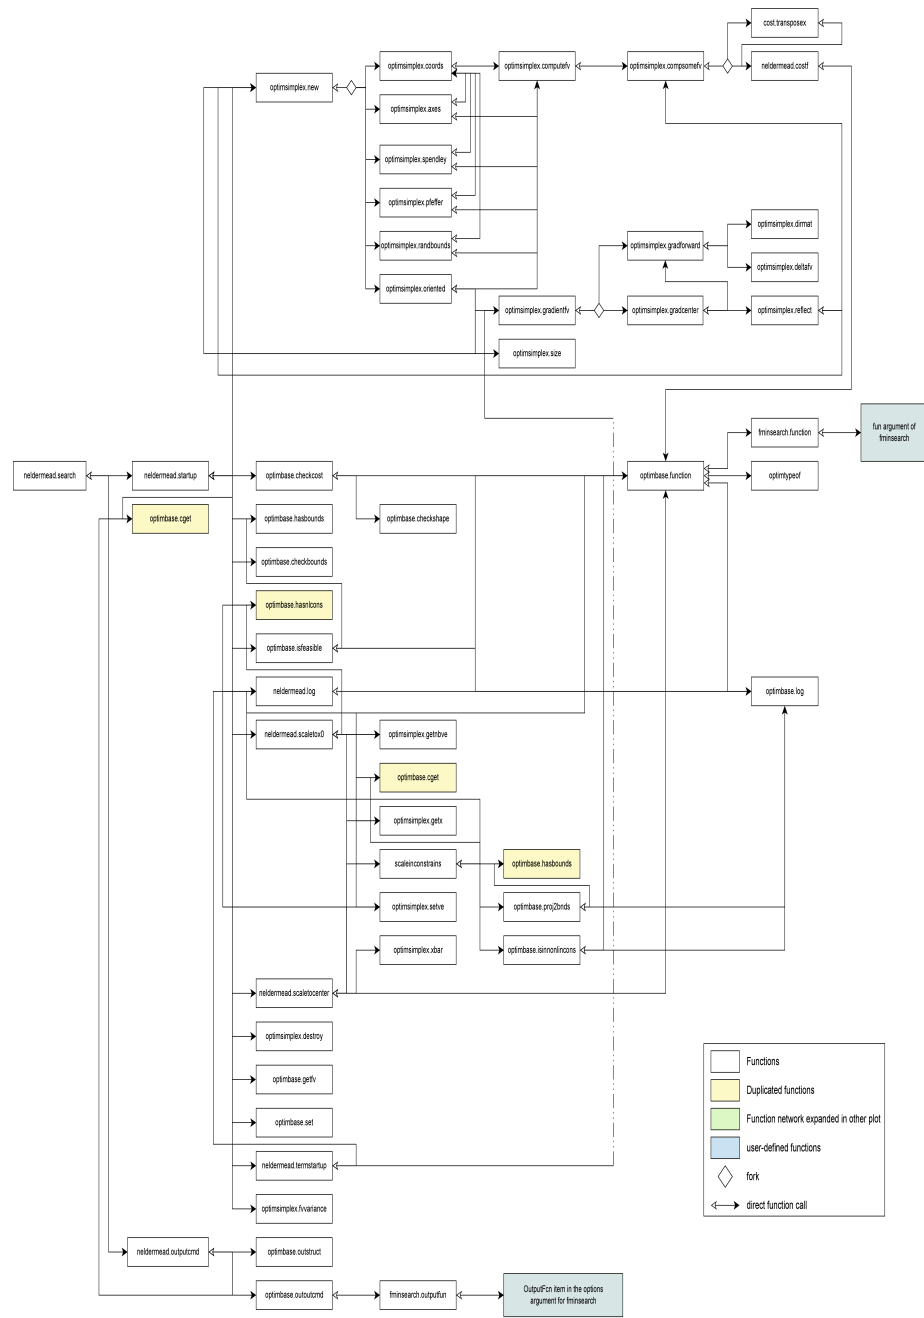 cost.transposex
optimsimplex.coords
optimsimplex.computefv
optimsimplex.compsomefv
neldermead.costf
optimsimplex.new
optimsimplex.axes
optimsimplex.spendley
optimsimplex.pfeffer
optimsimplex.dirmat
optimsimplex.randbounds
optimsimplex.gradforward
optimsimplex.deltafv
optimsimplex.oriented
optimsimplex.gradientfv
optimsimplex.gradcenter
optimsimplex.reflect
optimsimplex.size
fminsearch.function
fun argument of
fminsearch
neldermead.search
neldermead.startup
optimbase.checkcost
optimbase.function
optimtypeof
optimbase.cget
optimbase.hasbounds
optimbase.checkshape
optimbase.checkbounds
optimbase.hasnlcons
optimbase.isfeasible
neldermead.log
optimbase.log
neldermead.scaletox0
optimsimplex.getnbve
optimbase.cget
optimsimplex.getx
scaleinconstrains
optimbase.hasbounds
optimsimplex.setve
optimbase.proj2bnds
optimsimplex.xbar
optimbase.isinnonlincons
neldermead.scaletocenter
optimsimplex.destroy
optimbase.getfv
optimbase.set
neldermead.termstartup
optimsimplex.fvvariance
neldermead.outputcmd
optimbase.outstruct
optimbase.outoutcmd
fminsearch.outputfun
OutputFcn item in the options
argument for fminsearch
Functions
Duplicated functions
Function network expanded in other plot
user-defined functions
fork
direct function call